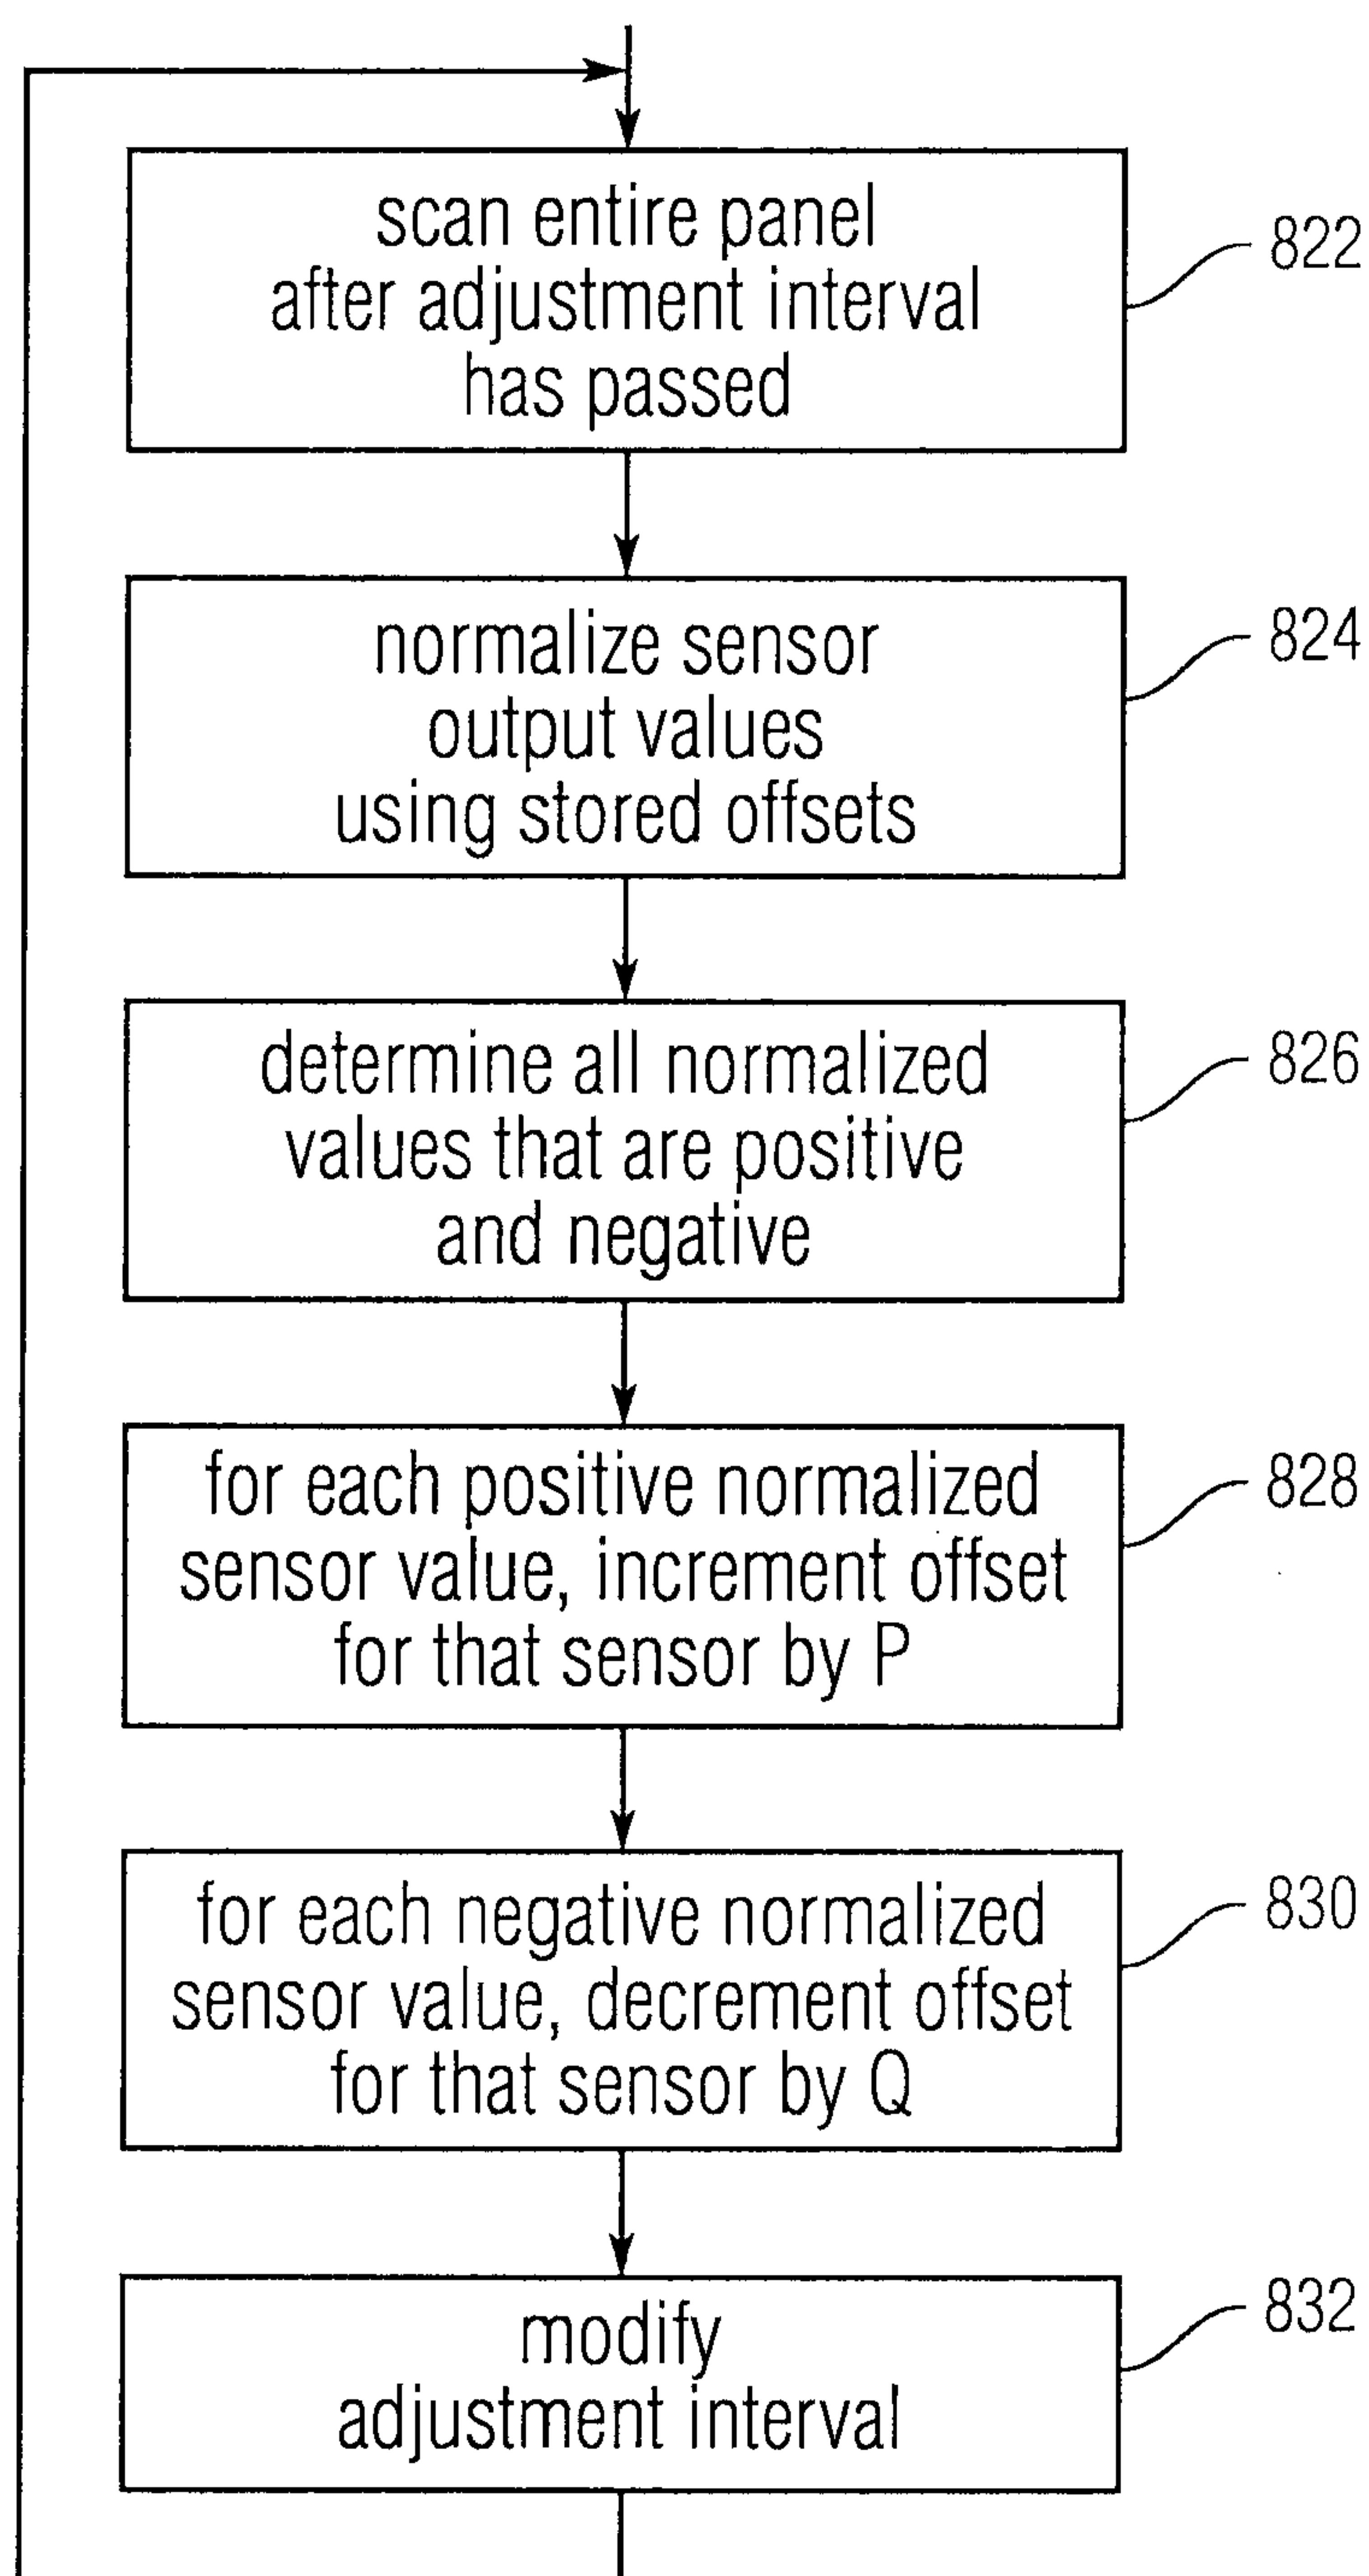 scan entire panel
after adjustment interval
has passed
822
normalize sensor
output values
using stored offsets
824
determine all normalized
values that are positive
and negative
826
for each positive normalized
sensor value, increment offset
for that sensor by P
828
for each negative normalized
sensor value, decrement offset
for that sensor by Q
830
modify
adjustment interval
832